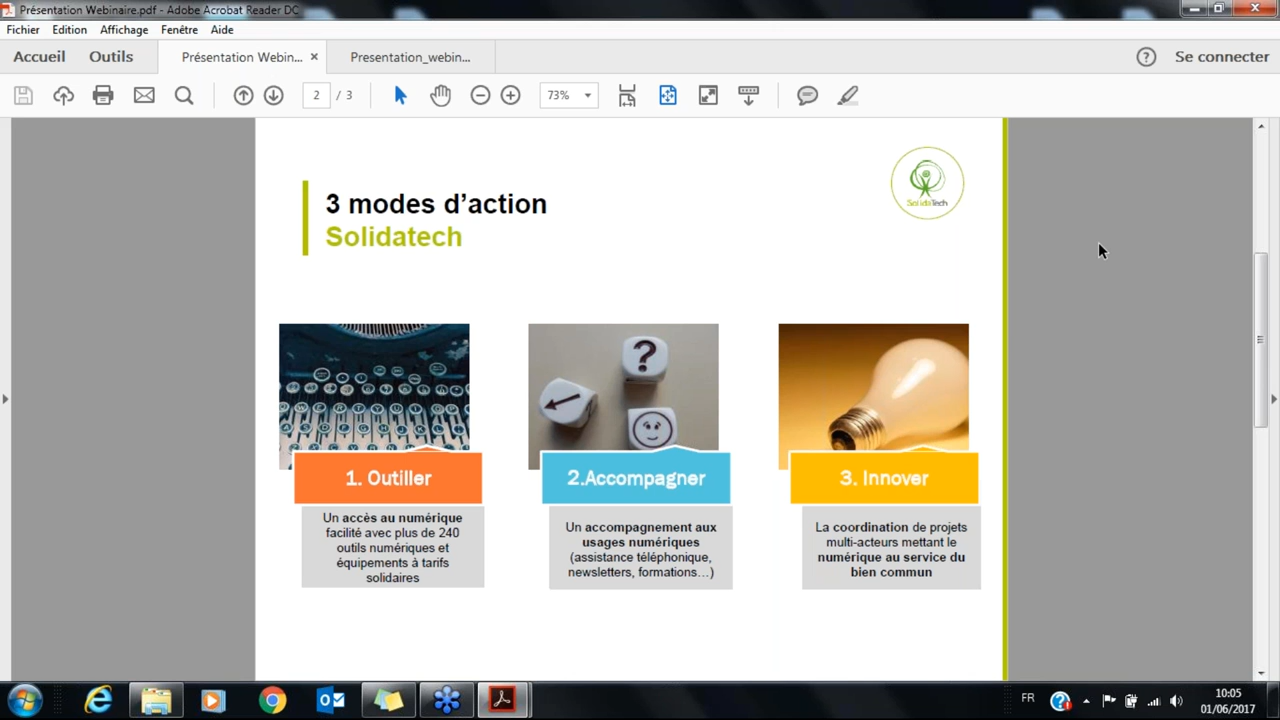 Présentation Webinaire.pdf - Adobe Acrobat Reader DC
Fichier Edition Affichage Fenêtre Aide
Accueil Outils Présentation Webin... × Presentation_webin... ? Se connecter
2 / 3 73%
SolidaTech
3 modes d’action
Solidatech
?
1. Outiller
Un accès au numérique
facilité avec plus de 240
outils numériques et
équipements à tarifs
solidaires
2.Accompagner
Un accompagnement aux
usages numériques
(assistance téléphonique,
newsletters, formations…)
3. Innover
La coordination de projets
multi-acteurs mettant le
numérique au service du
bien commun
FR 10:05
01/06/2017